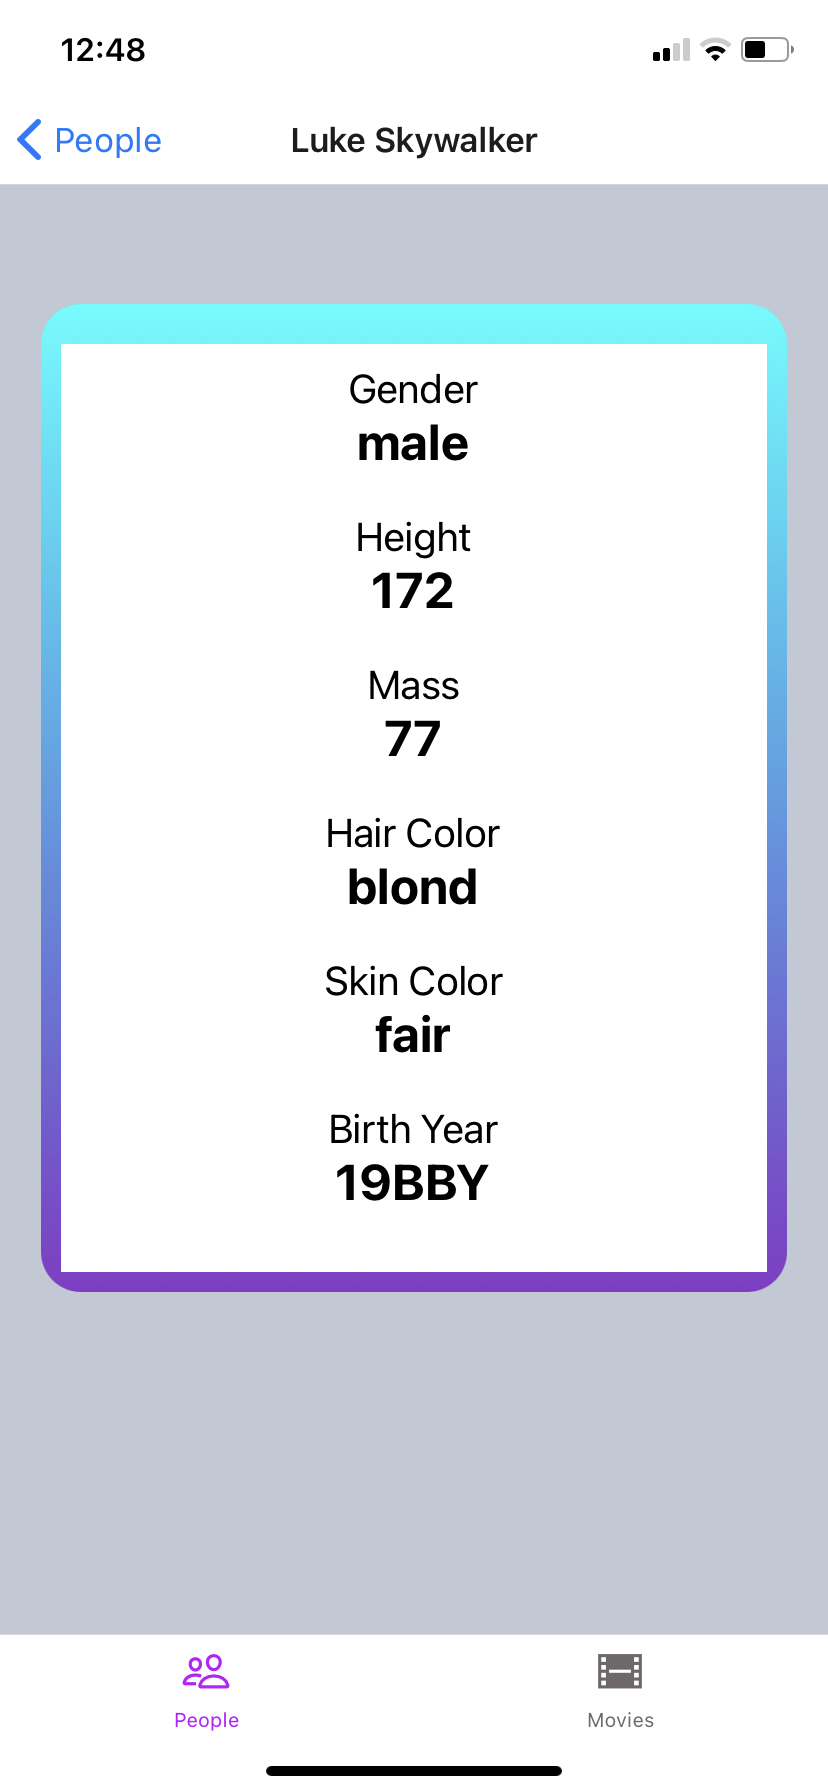 12:48
People
Luke Skywalker
Gender
male
Height
172
Mass
77
Hair Color
blond
Skin Color
fair
Birth Year
19BBY
People
Movies